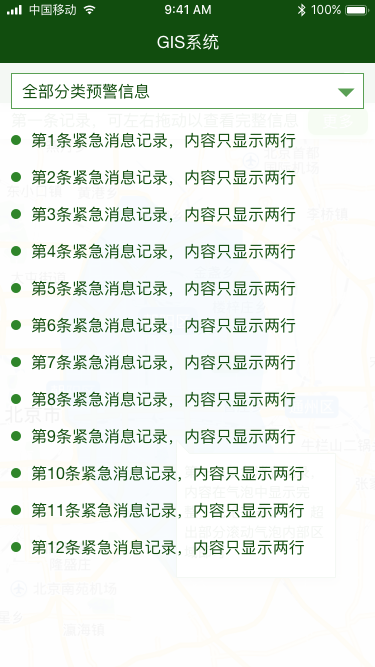 中国移动 9:41 AM 100%
GIS系统
全部分类预警信息
第一条记录，可左右拖动以查看完整信息
第1条紧急消息记录，内容只显示两行
第2条紧急消息记录，内容只显示两行
第3条紧急消息记录，内容只显示两行
第4条紧急消息记录，内容只显示两行
第5条紧急消息记录，内容只显示两行
第6条紧急消息记录，内容只显示两行
第7条紧急消息记录，内容只显示两行
第8条紧急消息记录，内容只显示两行
北京市
第9条紧急消息记录，内容只显示两行
牛栏山二锅
第10条紧急消息记录，内容只显示两行
第11条紧急消息记录，内容只显示两行
第12条紧急消息记录，内容只显示两行
北京南苑机场
瀛海镇